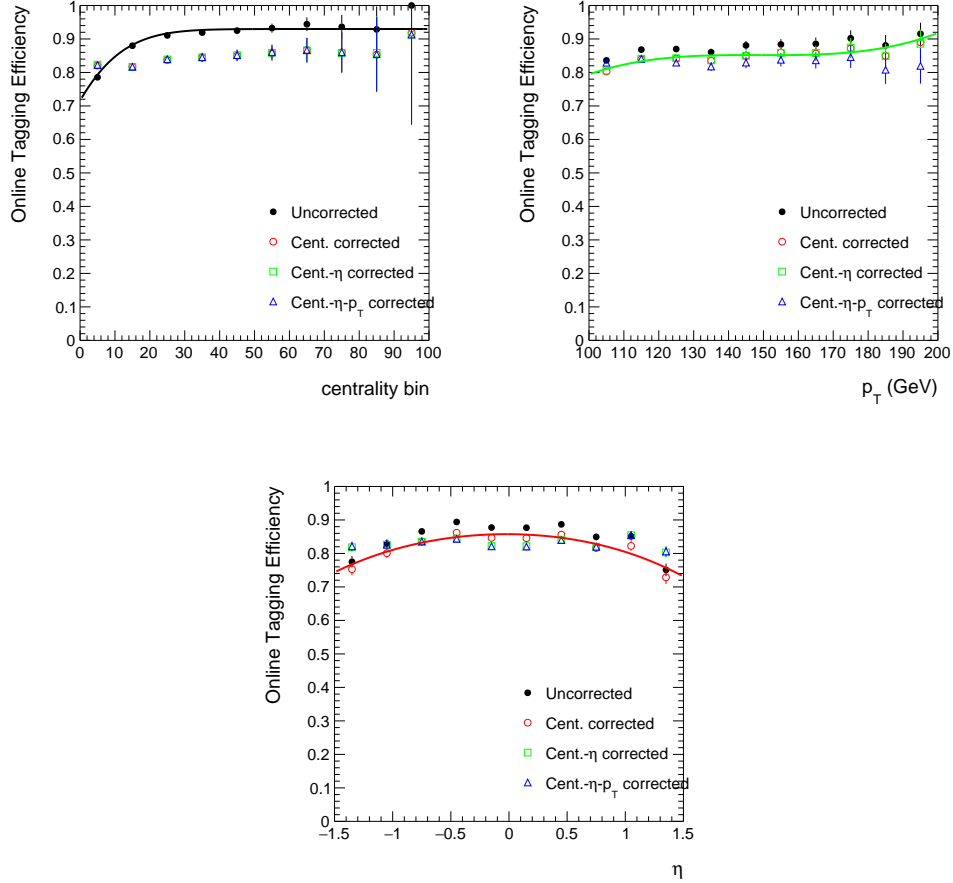 Online Tagging Efficiency
1
0.9
0.8
0.7
0.6
0.5
0.4
0.3
0.2
0.1
0
Uncorrected
Cent. corrected
Cent.-η corrected
Cent.-η-p_T corrected
0 10 20 30 40 50 60 70 80 90 100
centrality bin
Online Tagging Efficiency
1
0.9
0.8
0.7
0.6
0.5
0.4
0.3
0.2
0.1
0
Uncorrected
Cent. corrected
Cent.-η corrected
Cent.-η-p_T corrected
100 110 120 130 140 150 160 170 180 190 200
p_T (GeV)
Online Tagging Efficiency
1
0.9
0.8
0.7
0.6
0.5
0.4
0.3
0.2
0.1
0
Uncorrected
Cent. corrected
Cent.-η corrected
Cent.-η-p_T corrected
−1.5 −1 −0.5 0 0.5 1 1.5
η